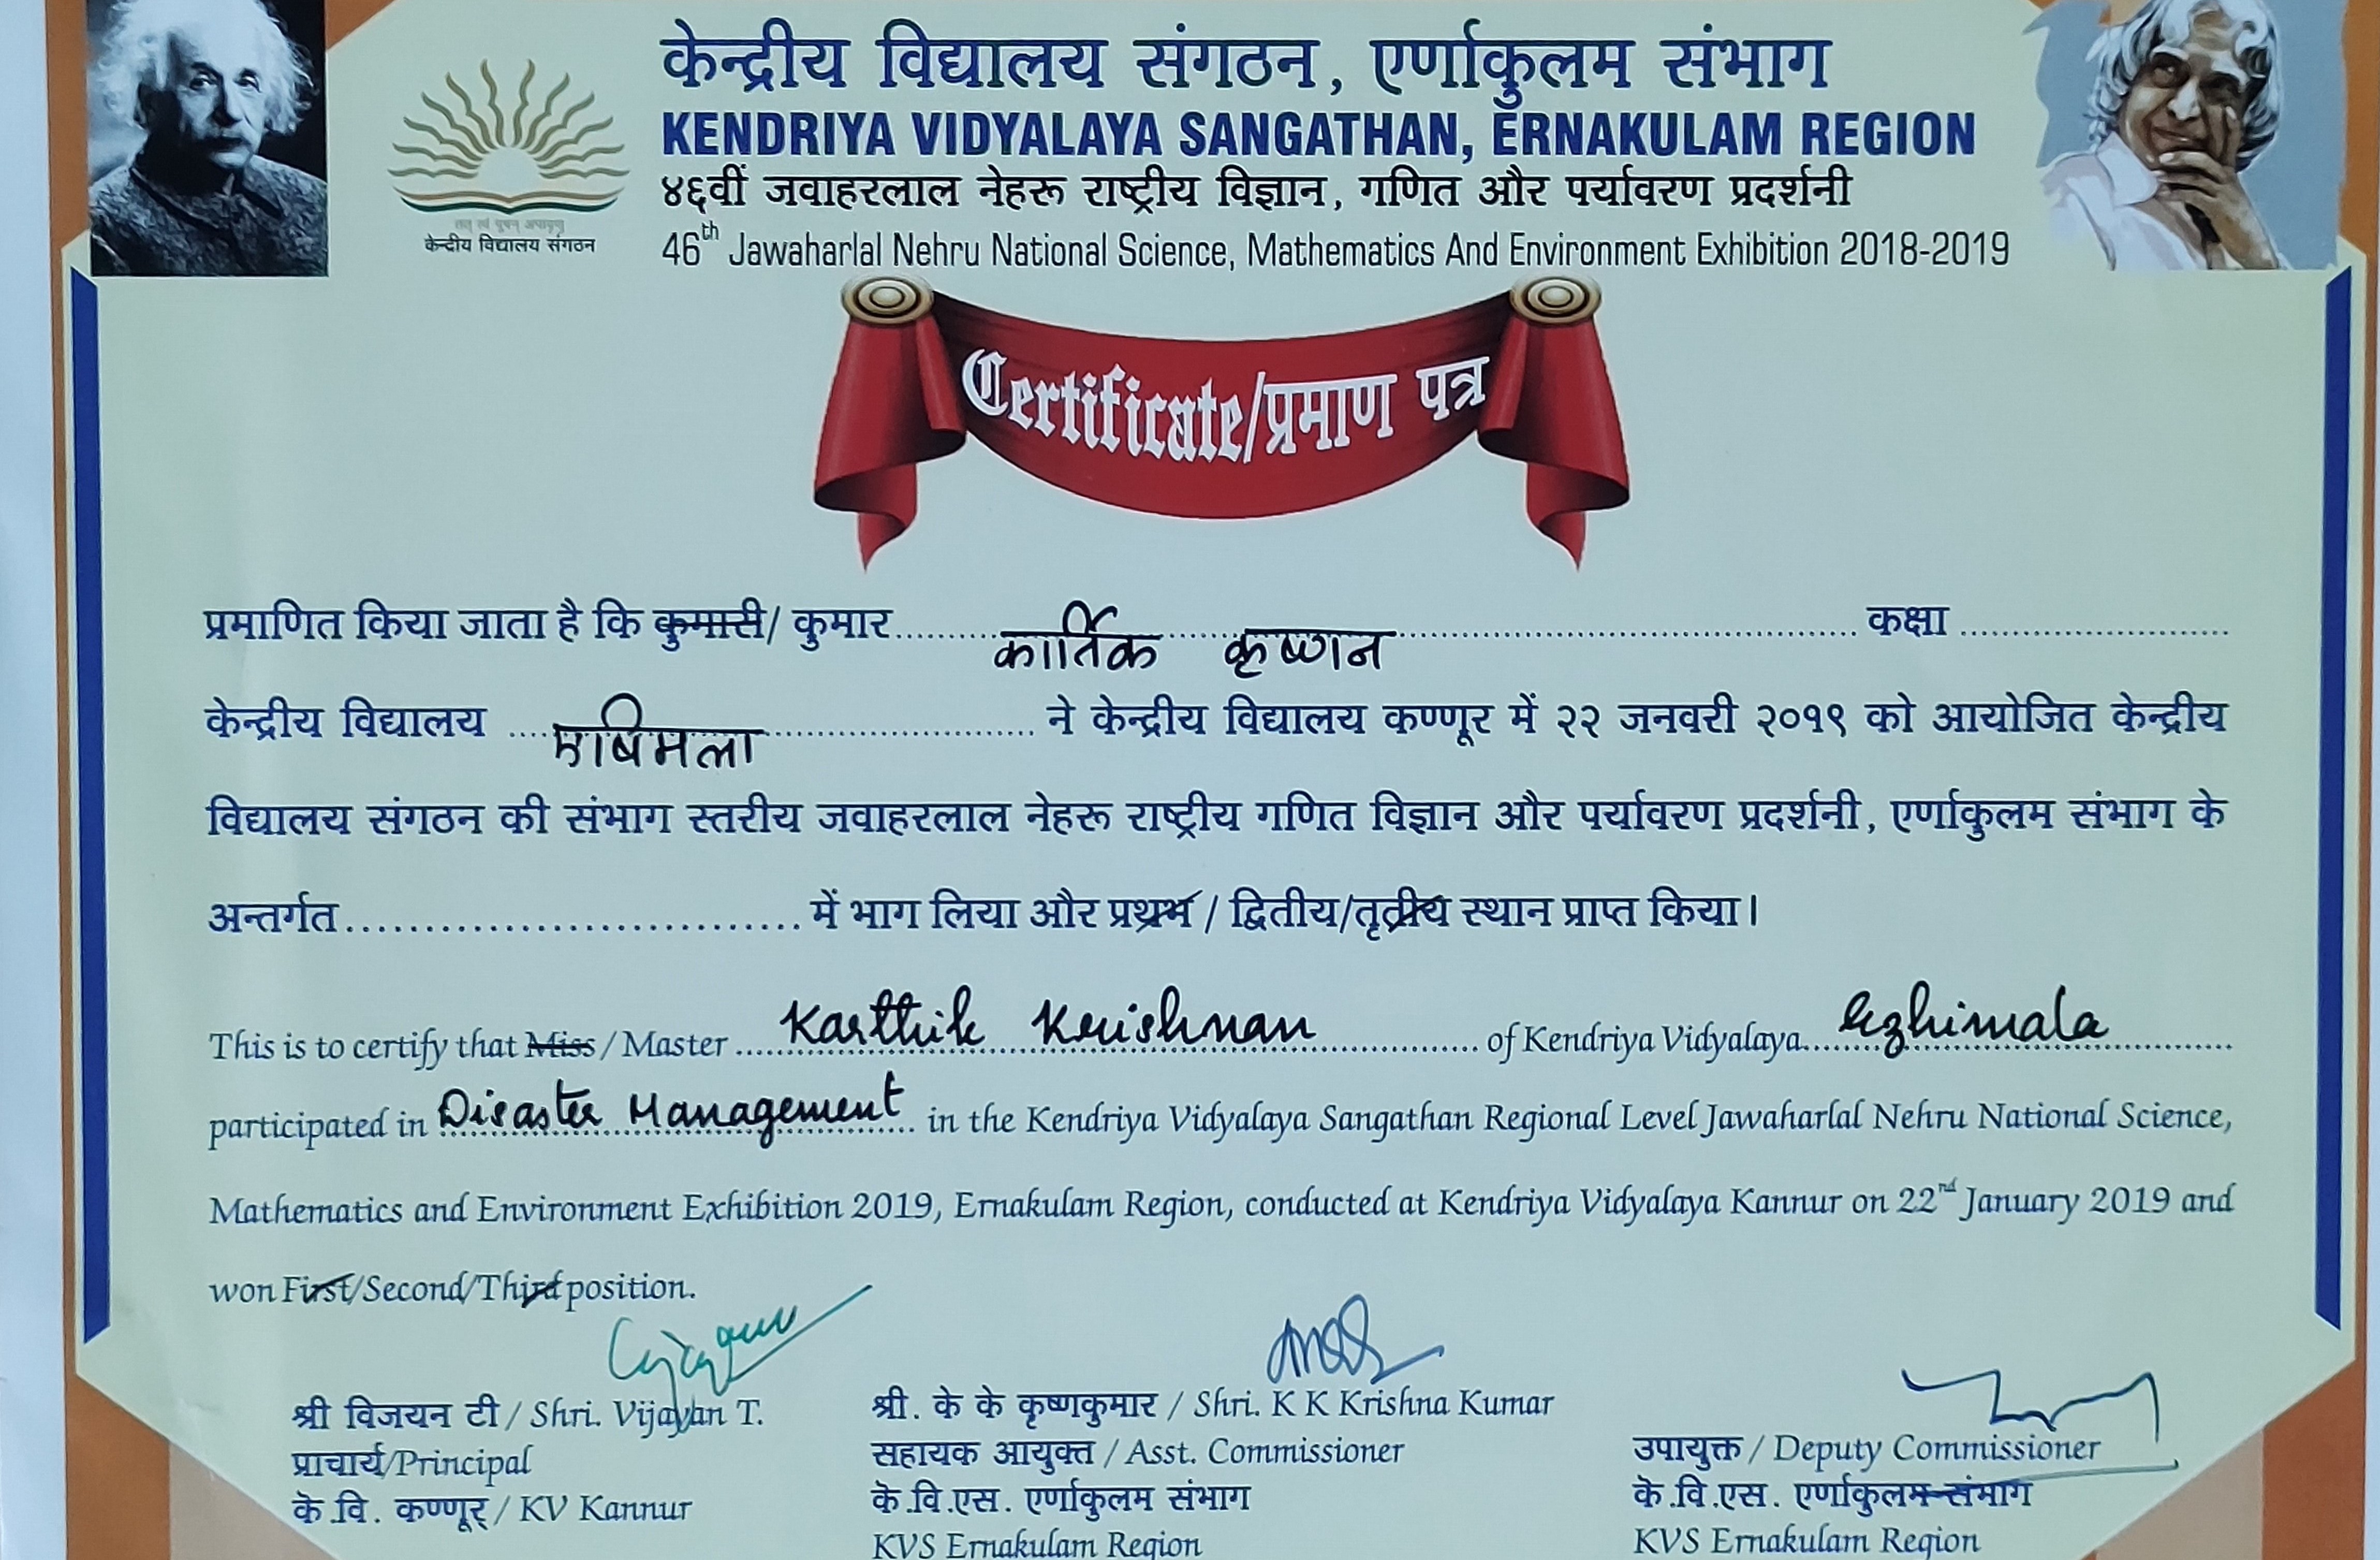 केन्द्रीय विद्यालय संगठन, एर्णाकुलम संभाग
KENDRIYA VIDYALAYA SANGATHAN, ERNAKULAM REGION
४६वीं जवाहरलाल नेहरू राष्ट्रीय विज्ञान, गणित और पर्यावरण प्रदर्शनी
46th Jawaharlal Nehru National Science, Mathematics And Environment Exhibition 2018-2019
तत् त्वं पूषन् अपावृणु
केन्द्रीय विद्यालय संगठन
Certificate/प्रमाण पत्र
प्रमाणित किया जाता है कि कुमारी/ कुमार कार्तिक कृष्णन कक्षा
केन्द्रीय विद्यालय एषिमला ने केन्द्रीय विद्यालय कण्णूर में २२ जनवरी २०१९ को आयोजित केन्द्रीय
विद्यालय संगठन की संभाग स्तरीय जवाहरलाल नेहरू राष्ट्रीय गणित विज्ञान और पर्यावरण प्रदर्शनी, एर्णाकुलम संभाग के
अन्तर्गत में भाग लिया और प्रथम / द्वितीय/तृतीय स्थान प्राप्त किया।
This is to certify that Miss / Master Karthik Krishnan of Kendriya Vidyalaya Ezhimala
participated in Disaster Management in the Kendriya Vidyalaya Sangathan Regional Level Jawaharlal Nehru National Science,
Mathematics and Environment Exhibition 2019, Ernakulam Region, conducted at Kendriya Vidyalaya Kannur on 22nd January 2019 and
won First/Second/Third position.
श्री विजयन टी / Shri. Vijayan T.
प्राचार्य/Principal
के .वि . कण्णूर् / KV Kannur
श्री. के के कृष्णकुमार / Shri. K K Krishna Kumar
सहायक आयुक्त / Asst. Commissioner
के .वि.एस. एर्णाकुलम संभाग
KVS Ernakulam Region
उपायुक्त / Deputy Commissioner
के .वि.एस. एर्णाकुलम संभाग
KVS Ernakulam Region